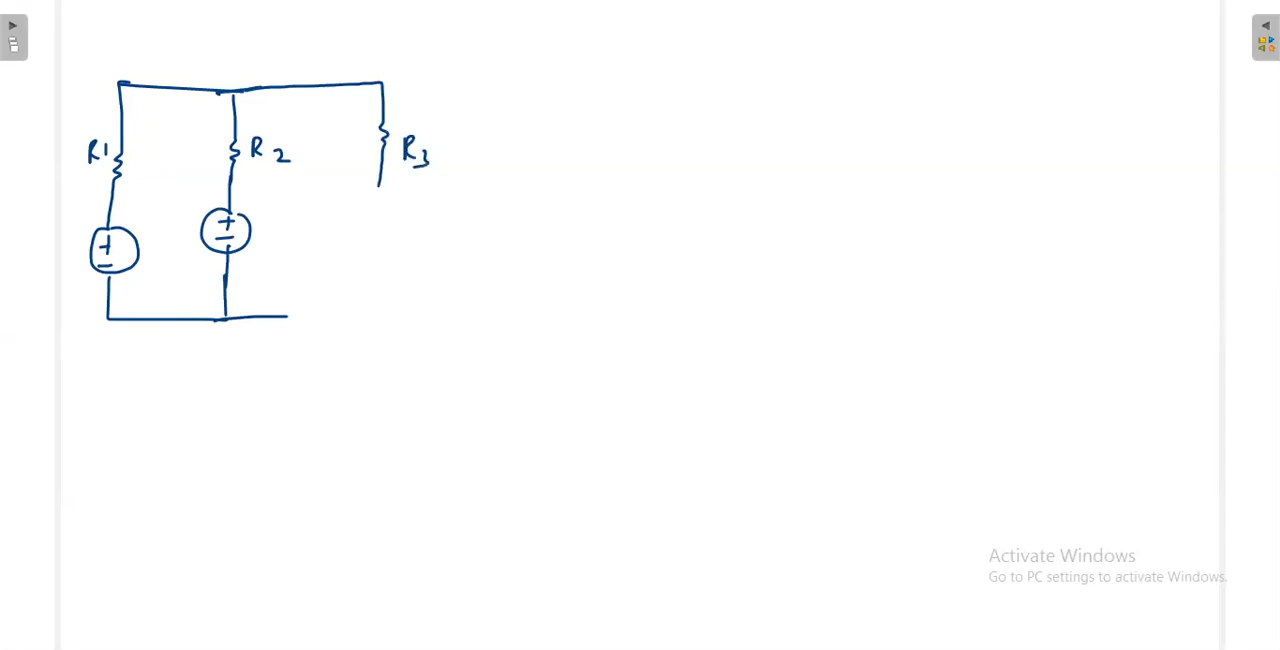 R1
R2
R3
+
−
+
−
Activate Windows
Go to PC settings to activate Windows.